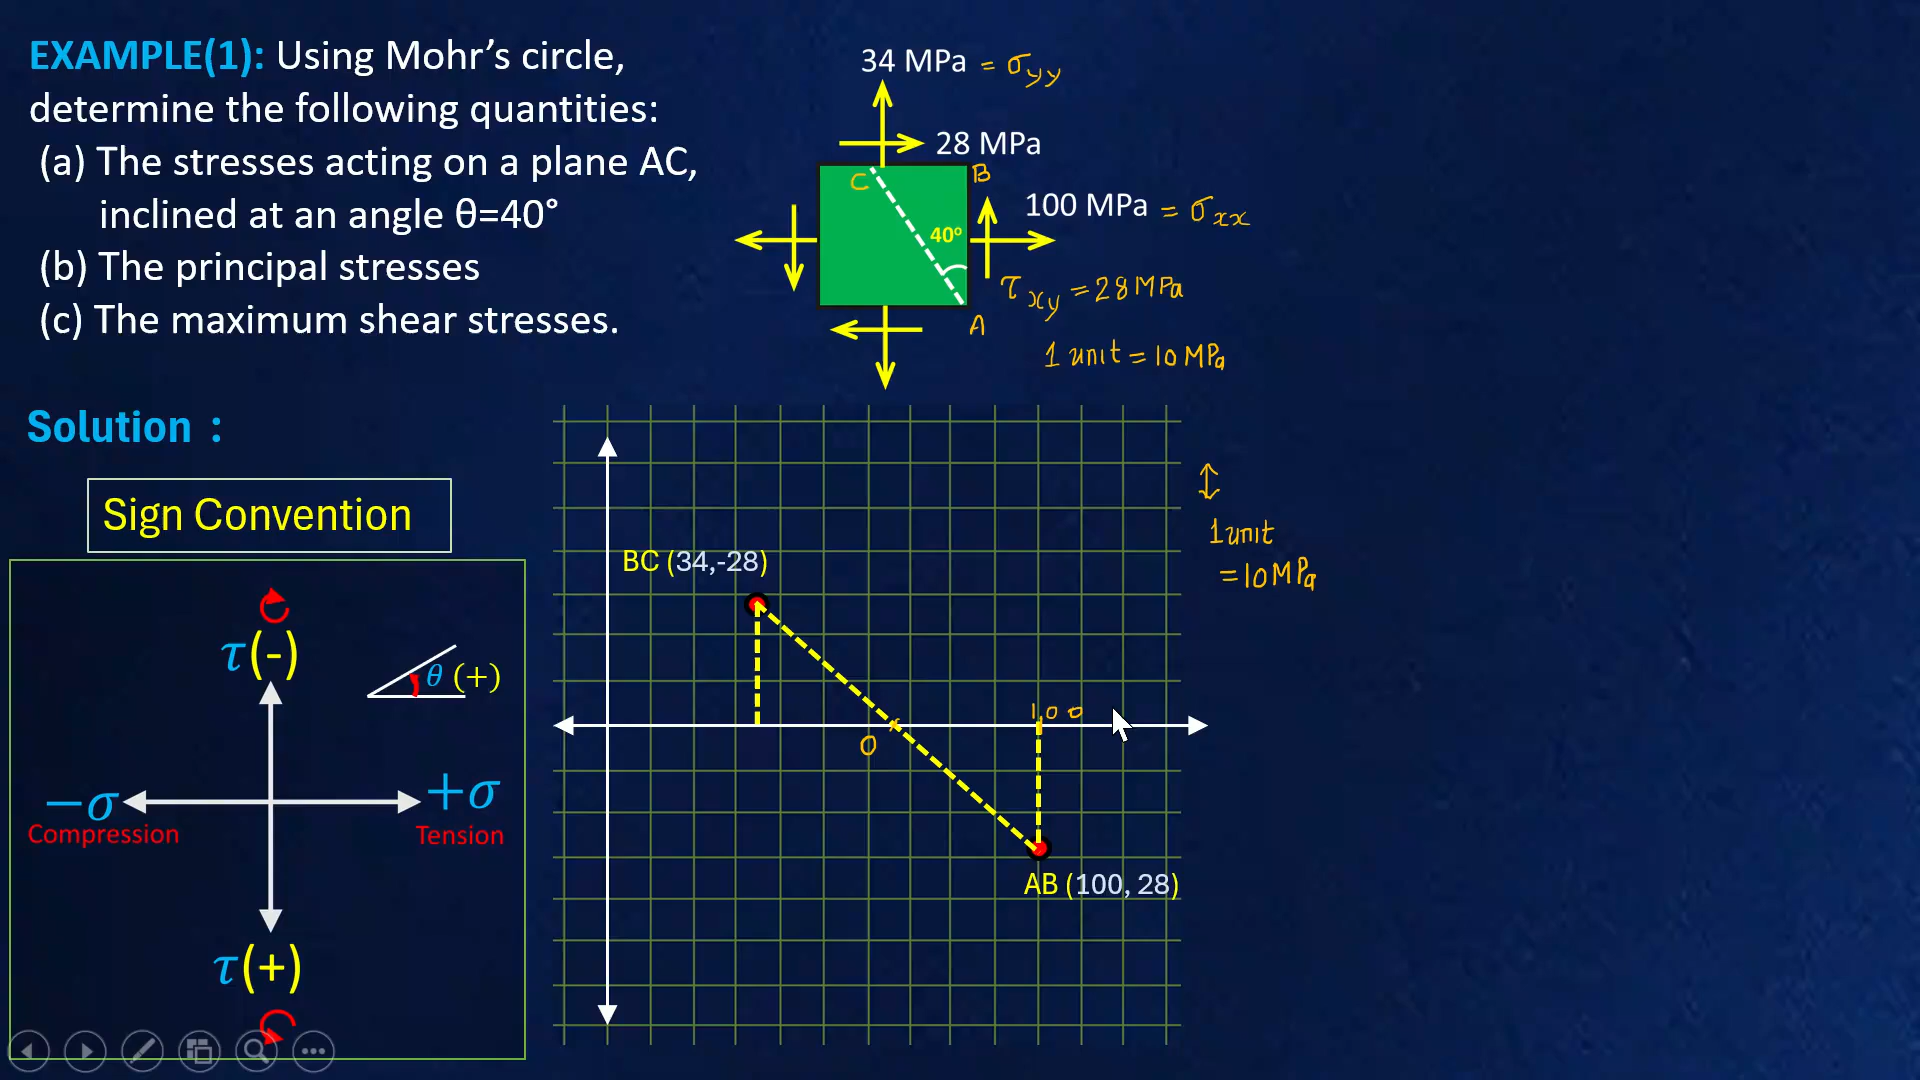 EXAMPLE(1): Using Mohr’s circle,
determine the following quantities:
(a) The stresses acting on a plane AC,
inclined at an angle θ=40°
(b) The principal stresses
(c) The maximum shear stresses.
34 MPa = σyy
28 MPa
C
B
100 MPa = σxx
40º
τxy = 28 MPa
A
1 unit = 10 MPa
Solution :
Sign Convention
τ(-)
θ (+)
−σ
+σ
Compression
Tension
τ(+)
1 unit
= 10 MPa
BC (34,-28)
100
O
AB (100, 28)